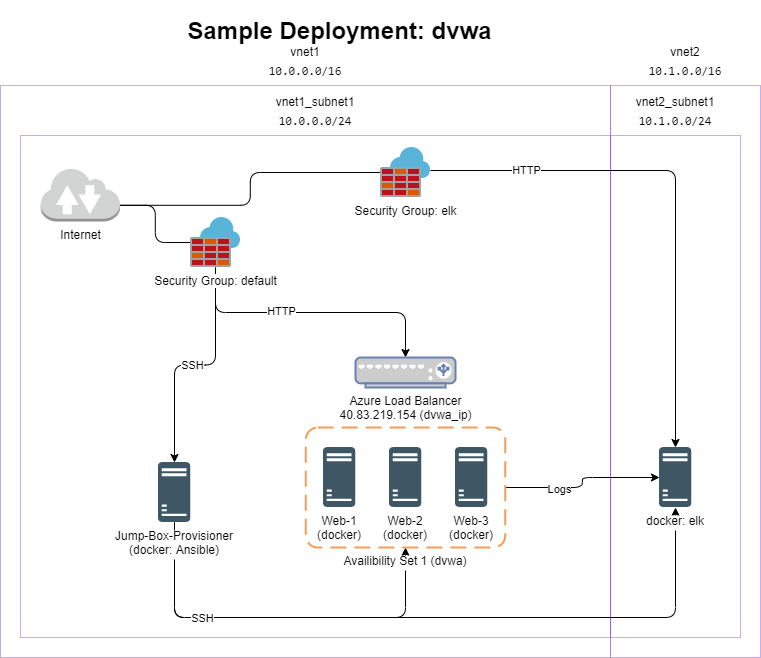 Sample Deployment: dvwa
vnet1
10.0.0.0/16
vnet2
10.1.0.0/16
vnet1_subnet1
10.0.0.0/24
vnet2_subnet1
10.1.0.0/24
HTTP
Security Group: elk
Internet
Security Group: default
HTTP
SSH
Azure Load Balancer
40.83.219.154 (dvwa_ip)
Logs
Web-1
(docker)
Web-2
(docker)
Web-3
(docker)
docker: elk
Jump-Box-Provisioner
(docker: Ansible)
Availibility Set 1 (dvwa)
SSH